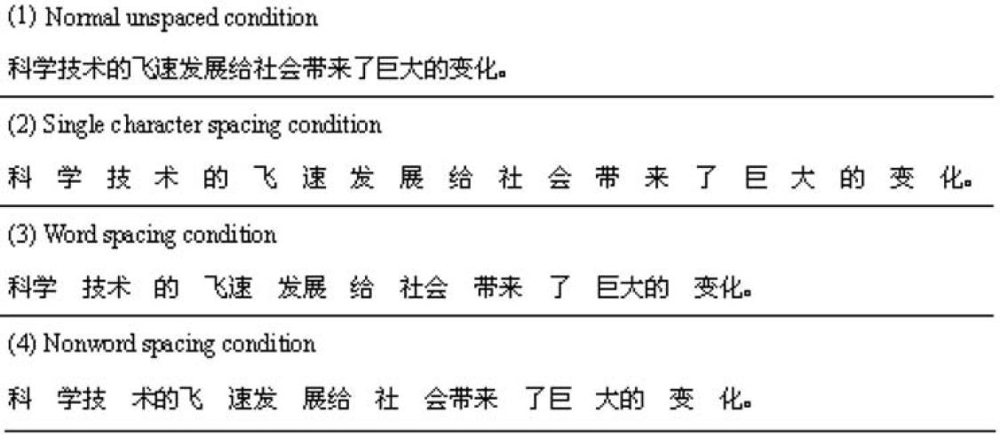 (1) Normal unspaced condition
科学技术的飞速发展给社会带来了巨大的变化。
(2) Single character spacing condition
科 学 技 术 的 飞 速 发 展 给 社 会 带 来 了 巨 大 的 变 化。
(3) Word spacing condition
科学 技术 的 飞速 发展 给 社会 带来 了 巨大的 变化。
(4) Nonword spacing condition
科 学技 术的飞 速发 展给 社 会带来 了巨 大的 变 化。